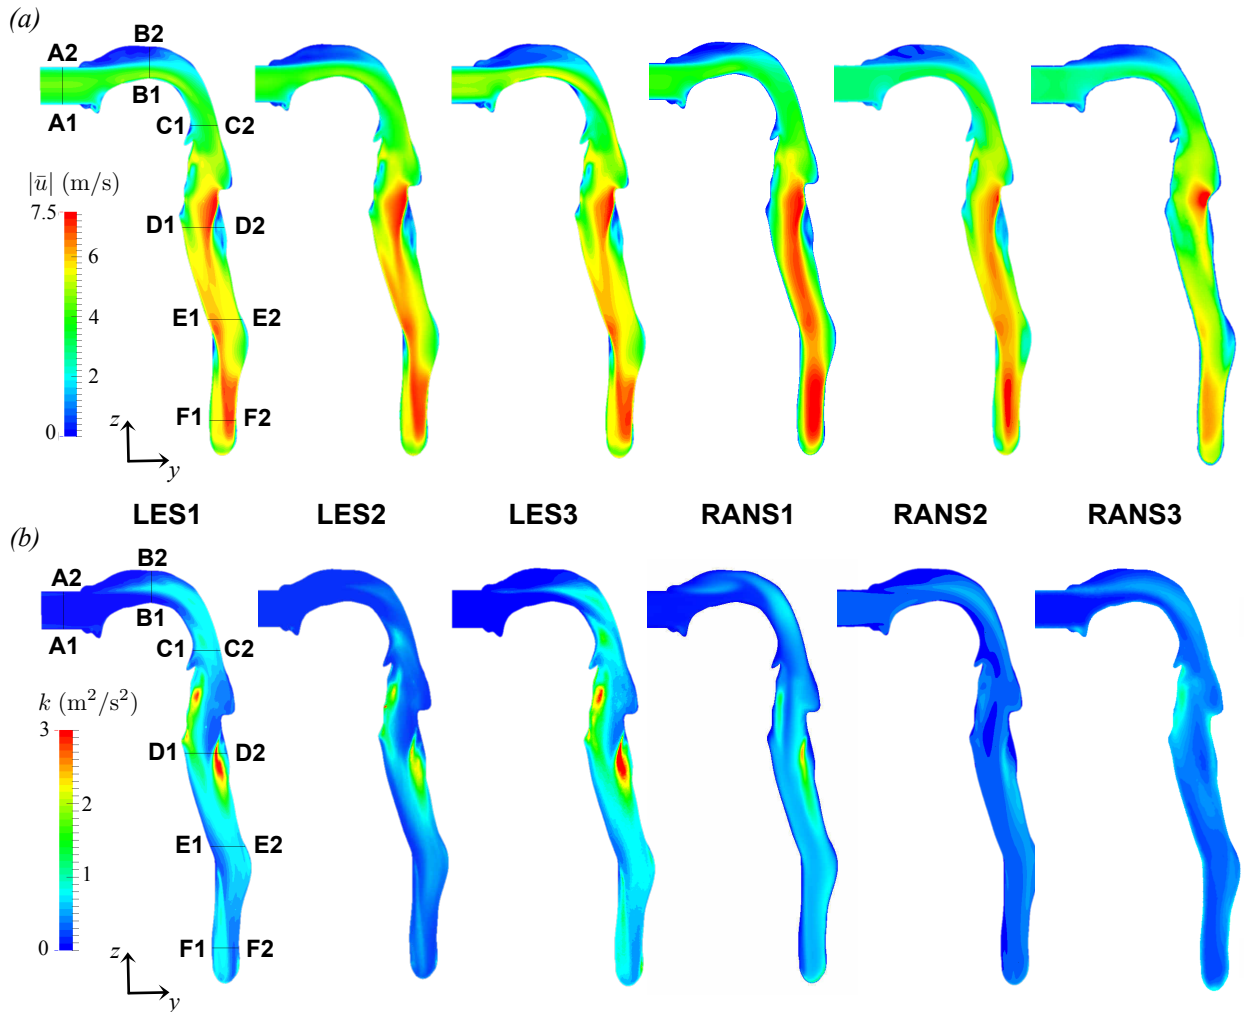 (a)
B2
A2
B1
A1
C1 C2
|ū| (m/s)
7.5
D1 D2
6
4
E1 E2
2
F1 F2
0
z
y
LES1 LES2 LES3 RANS1 RANS2 RANS3
(b)
B2
A2
B1
A1
C1 C2
k (m²/s²)
3
D1 D2
2
E1 E2
1
F1 F2
0
z
y